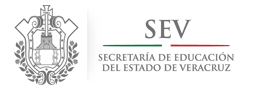 SEV
SECRETARÍA DE EDUCACIÓN
DEL ESTADO DE VERACRUZ